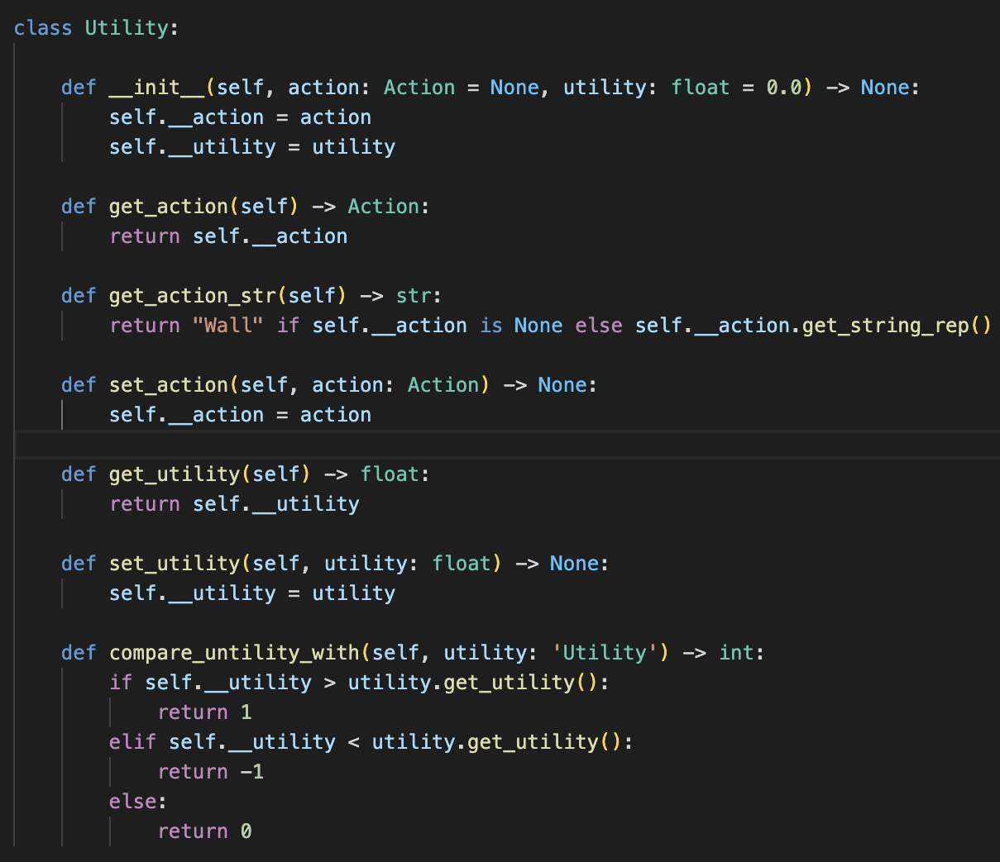 class Utility:
    def __init__(self, action: Action = None, utility: float = 0.0) -> None:
        self.__action = action
        self.__utility = utility
    def get_action(self) -> Action:
        return self.__action
    def get_action_str(self) -> str:
        return "Wall" if self.__action is None else self.__action.get_string_rep()
    def set_action(self, action: Action) -> None:
        self.__action = action
    def get_utility(self) -> float:
        return self.__utility
    def set_utility(self, utility: float) -> None:
        self.__utility = utility
    def compare_untility_with(self, utility: 'Utility') -> int:
        if self.__utility > utility.get_utility():
            return 1
        elif self.__utility < utility.get_utility():
            return -1
        else:
            return 0